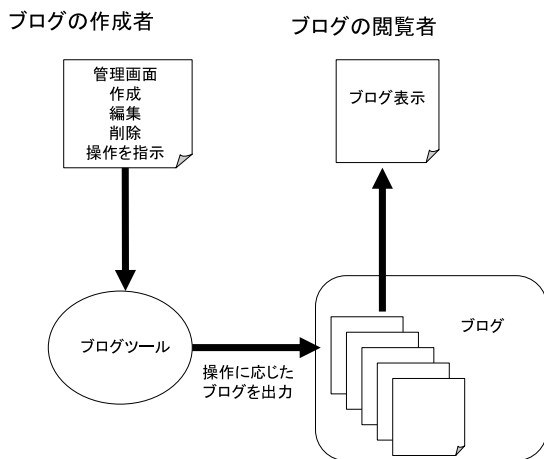 ブログの作成者
ブログの閲覧者
管理画面
作成
編集
削除
操作を指示
ブログ表示
ブログツール
操作に応じた
ブログを出力
ブログ